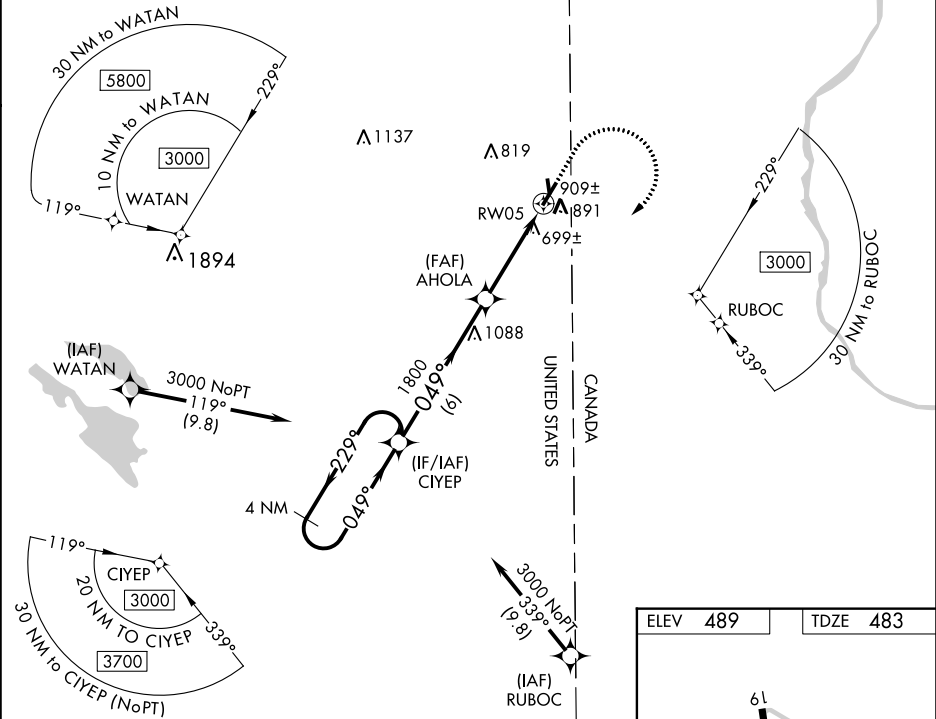 30 NM to WATAN
5800
229°
10 NM to WATAN
3000
WATAN
119°
1894
1137
819
909±
RW05
891
699±
(FAF)
AHOLA
1088
229°
3000
RUBOC
339°
30 NM to RUBOC
(IAF)
WATAN
3000 NoPT
119°
(9.8)
1800
049°
(6)
UNITED STATES
CANADA
229°
049°
(IF/IAF)
CIYEP
4 NM
119°
CIYEP
3000
20 NM TO CIYEP
339°
3700
30 NM to CIYEP (NoPT)
3000 NoPT
339°
(9.8)
(IAF)
RUBOC
ELEV 489
TDZE 483
19